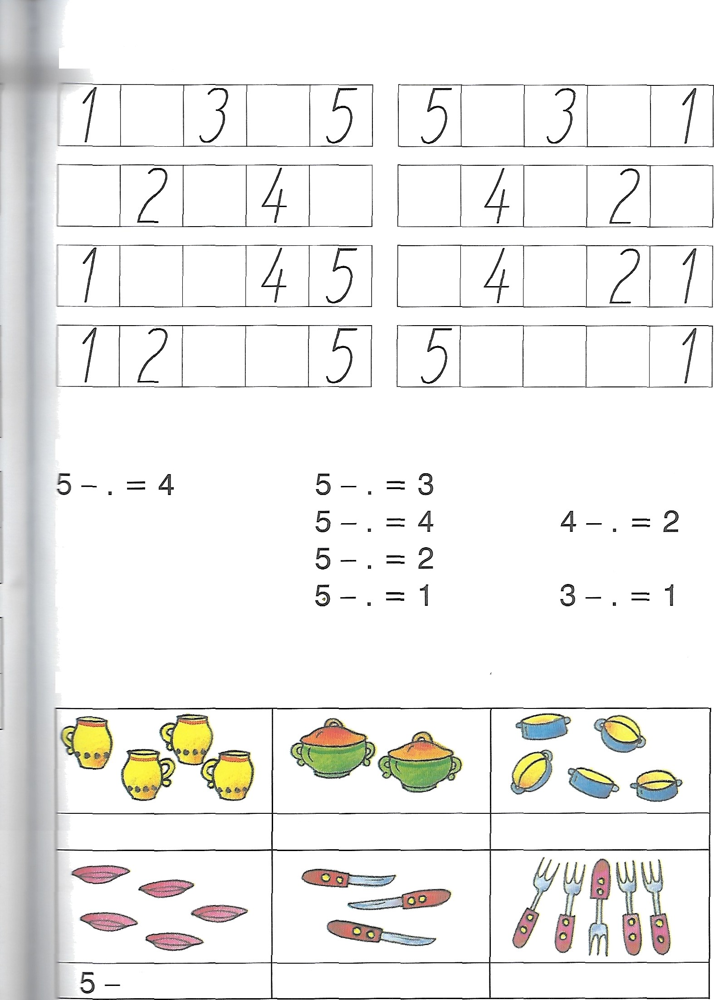 1 3 5 5 3 1
2 4 4 2
1 4 5 4 2 1
1 2 5 5 1
5 – . = 4 5 – . = 3
5 – . = 4 4 – . = 2
5 – . = 2
5 – . = 1 3 – . = 1
5 –